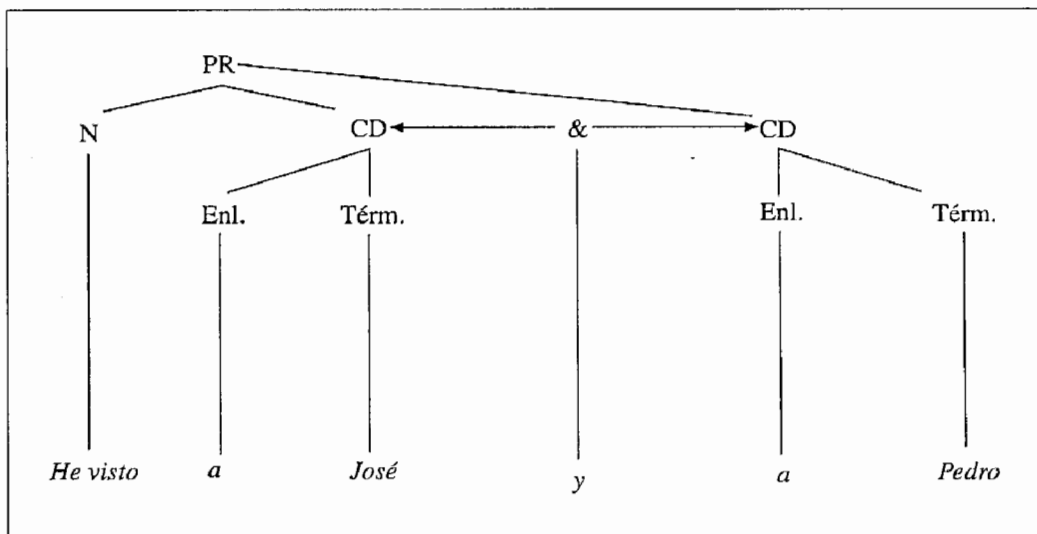 PR
N CD & CD
Enl. Térm. Enl. Térm.
He visto a José y a Pedro